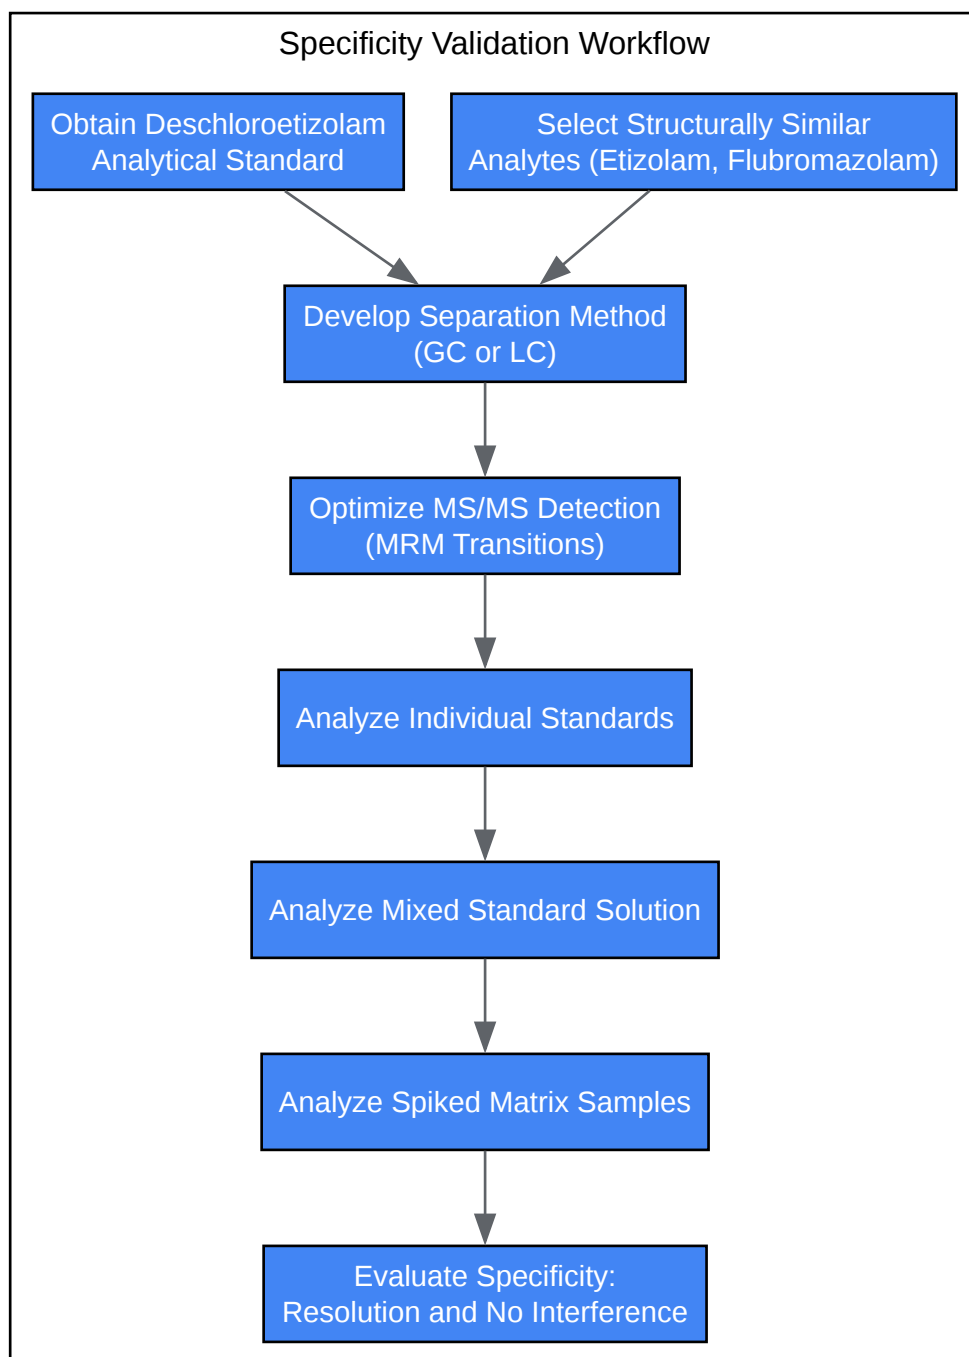 Specificity Validation Workflow
Obtain Deschloroetizolam
Analytical Standard
Select Structurally Similar
Analytes (Etizolam, Flubromazolam)
Develop Separation Method
(GC or LC)
Optimize MS/MS Detection
(MRM Transitions)
Analyze Individual Standards
Analyze Mixed Standard Solution
Analyze Spiked Matrix Samples
Evaluate Specificity:
Resolution and No Interference